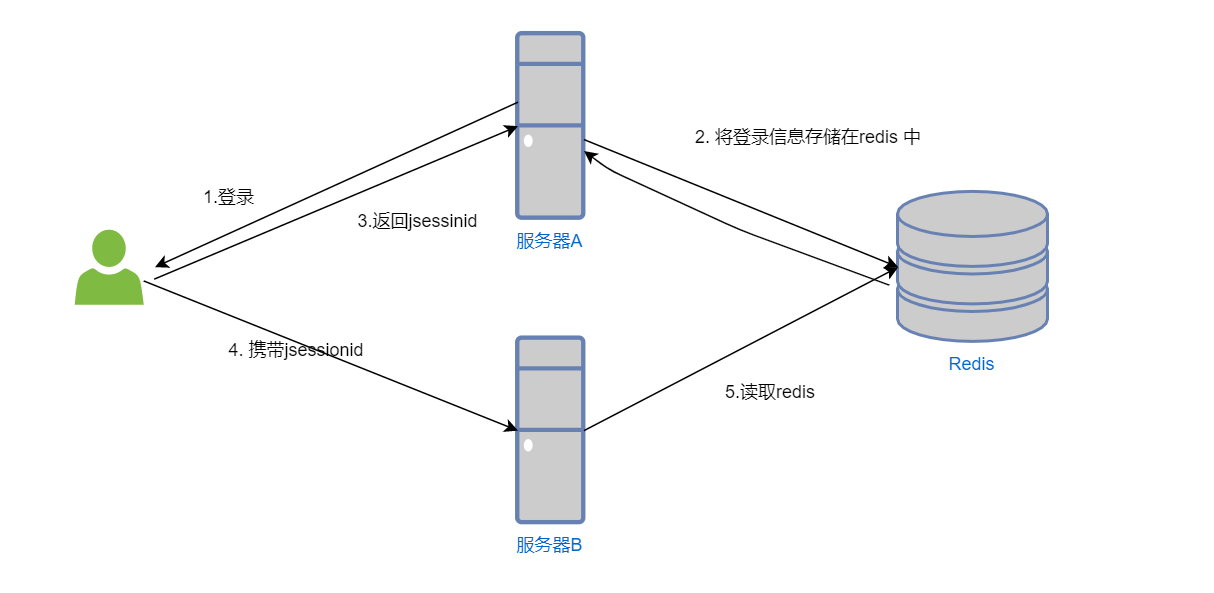 2. 将登录信息存储在redis 中
1.登录
3.返回jsessinid
服务器A
4. 携带jsessionid
Redis
5.读取redis
服务器B